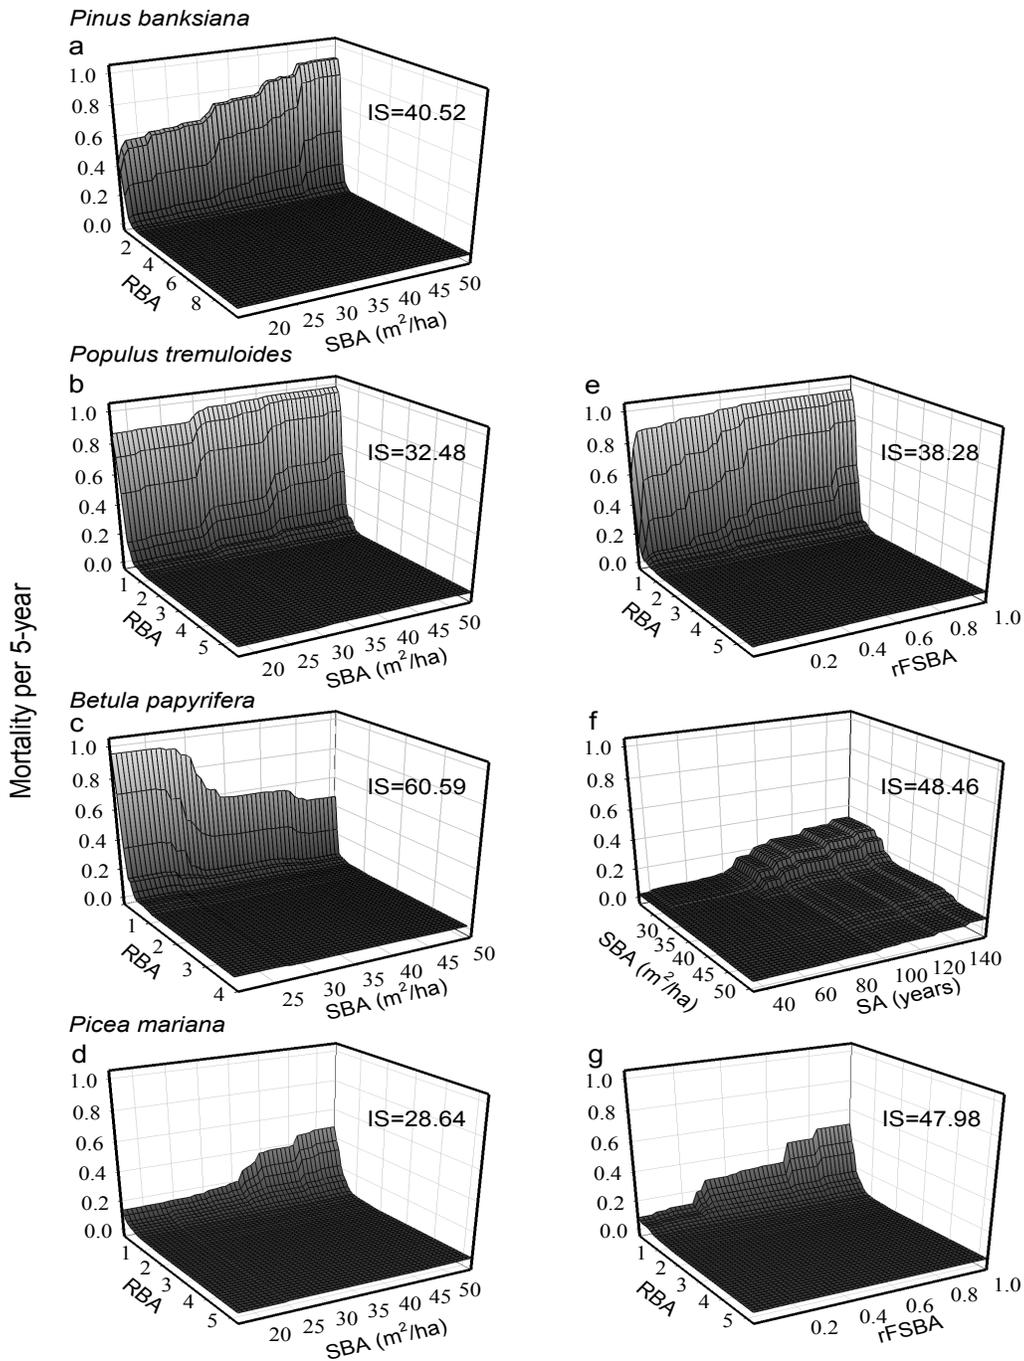 Pinus banksiana
a
IS=40.52
1.0
0.8
0.6
0.4
0.2
0.0
2
4
6
8
RBA
20 25 30 35 40 45 50
SBA (m²/ha)
Populus tremuloides
b
IS=32.48
1.0
0.8
0.6
0.4
0.2
0.0
1
2
3
4
5
RBA
20 25 30 35 40 45 50
SBA (m²/ha)
e
IS=38.28
1.0
0.8
0.6
0.4
0.2
0.0
1
2
3
4
5
RBA
0.2 0.4 0.6 0.8 1.0
rFSBA
Mortality per 5-year
Betula papyrifera
c
IS=60.59
1.0
0.8
0.6
0.4
0.2
0.0
1
2
3
4
RBA
25 30 35 40 45 50
SBA (m²/ha)
f
IS=48.46
1.0
0.8
0.6
0.4
0.2
0.0
30
35
40
45
50
SBA (m²/ha)
40 60 80 100 120 140
SA (years)
Picea mariana
d
IS=28.64
1.0
0.8
0.6
0.4
0.2
0.0
1
2
3
4
5
RBA
20 25 30 35 40 45 50
SBA (m²/ha)
g
IS=47.98
1.0
0.8
0.6
0.4
0.2
0.0
1
2
3
4
5
RBA
0.2 0.4 0.6 0.8 1.0
rFSBA